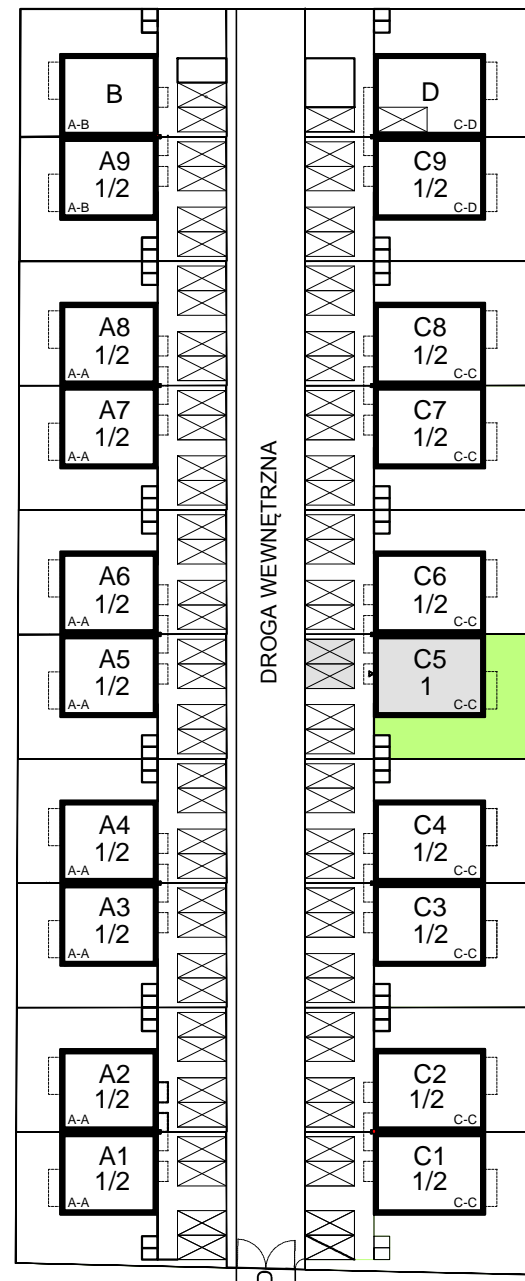 B
A-B
D
C-D
A9
1/2
A-B
C9
1/2
C-D
A8
1/2
A-A
C8
1/2
C-C
A7
1/2
A-A
C7
1/2
C-C
DROGA WEWNĘTRZNA
A6
1/2
A-A
C6
1/2
C-C
A5
1/2
A-A
C5
1
C-C
A4
1/2
A-A
C4
1/2
C-C
A3
1/2
A-A
C3
1/2
C-C
A2
1/2
A-A
C2
1/2
C-C
A1
1/2
A-A
C1
1/2
C-C